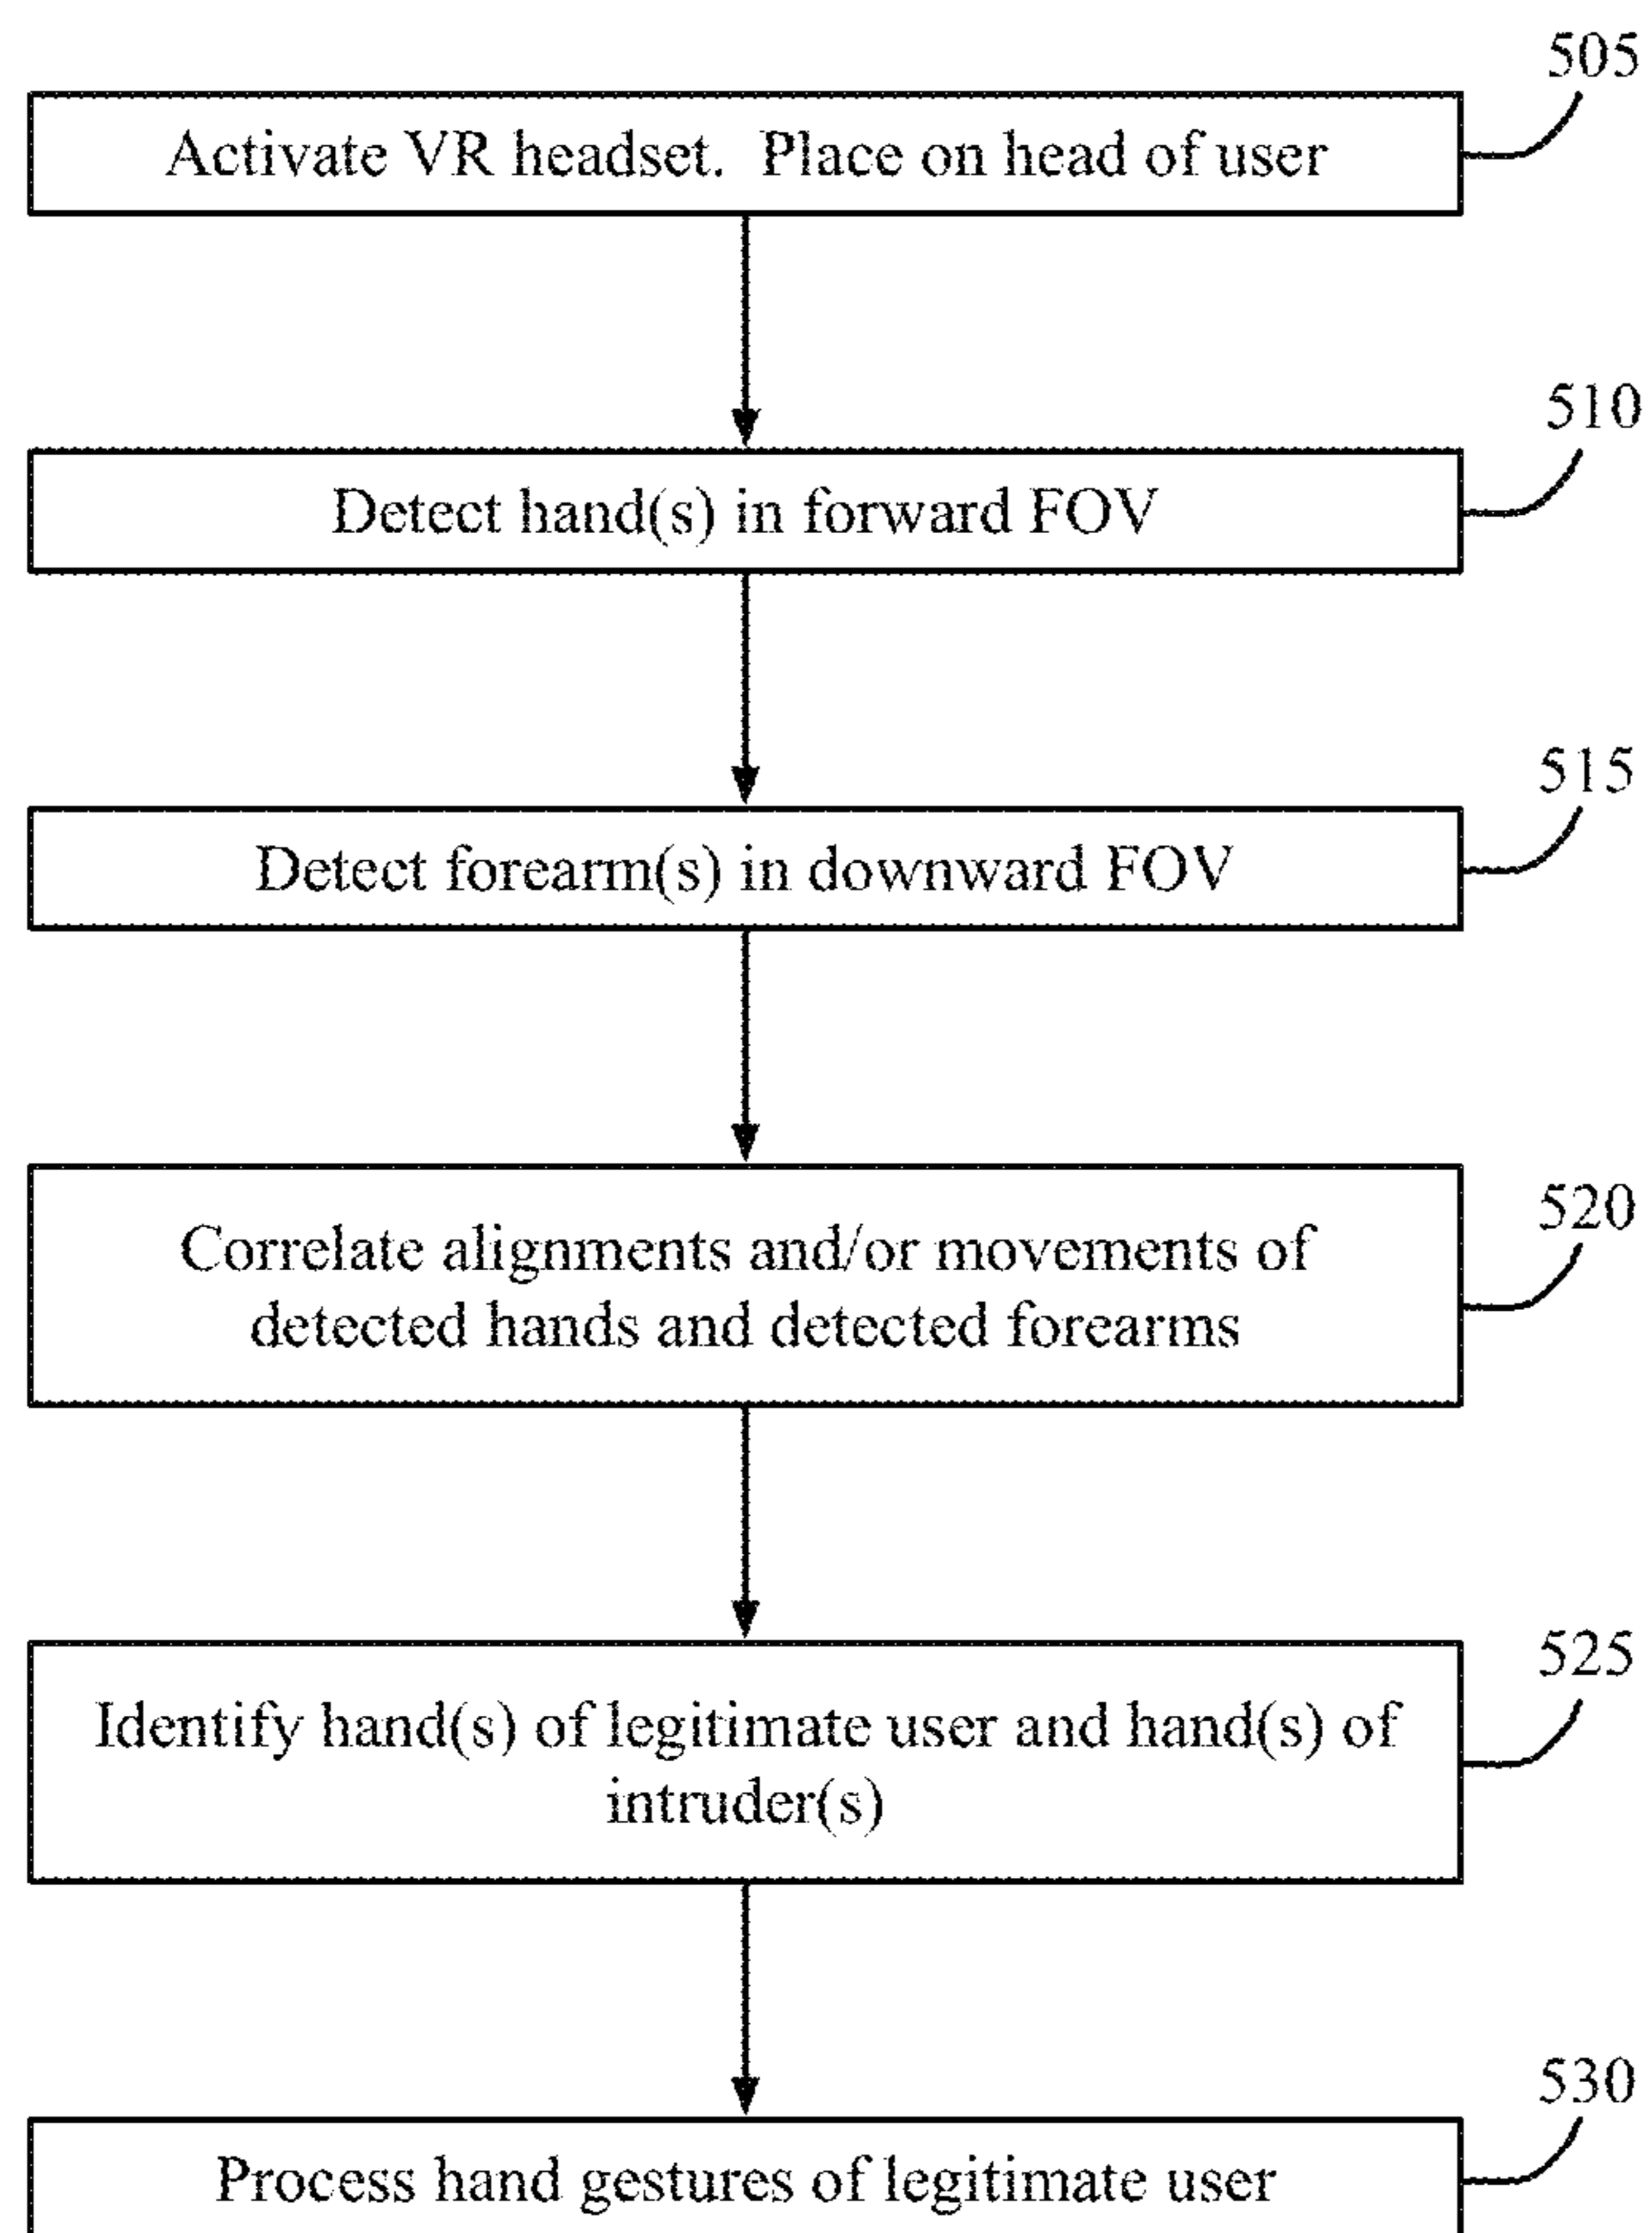 505
Activate VR headset. Place on head of user
510
Detect hand(s) in forward FOV
515
Detect forearm(s) in downward FOV
520
Correlate alignments and/or movements of
detected hands and detected forearms
525
Identify hand(s) of legitimate user and hand(s) of
intruder(s)
530
Process hand gestures of legitimate user